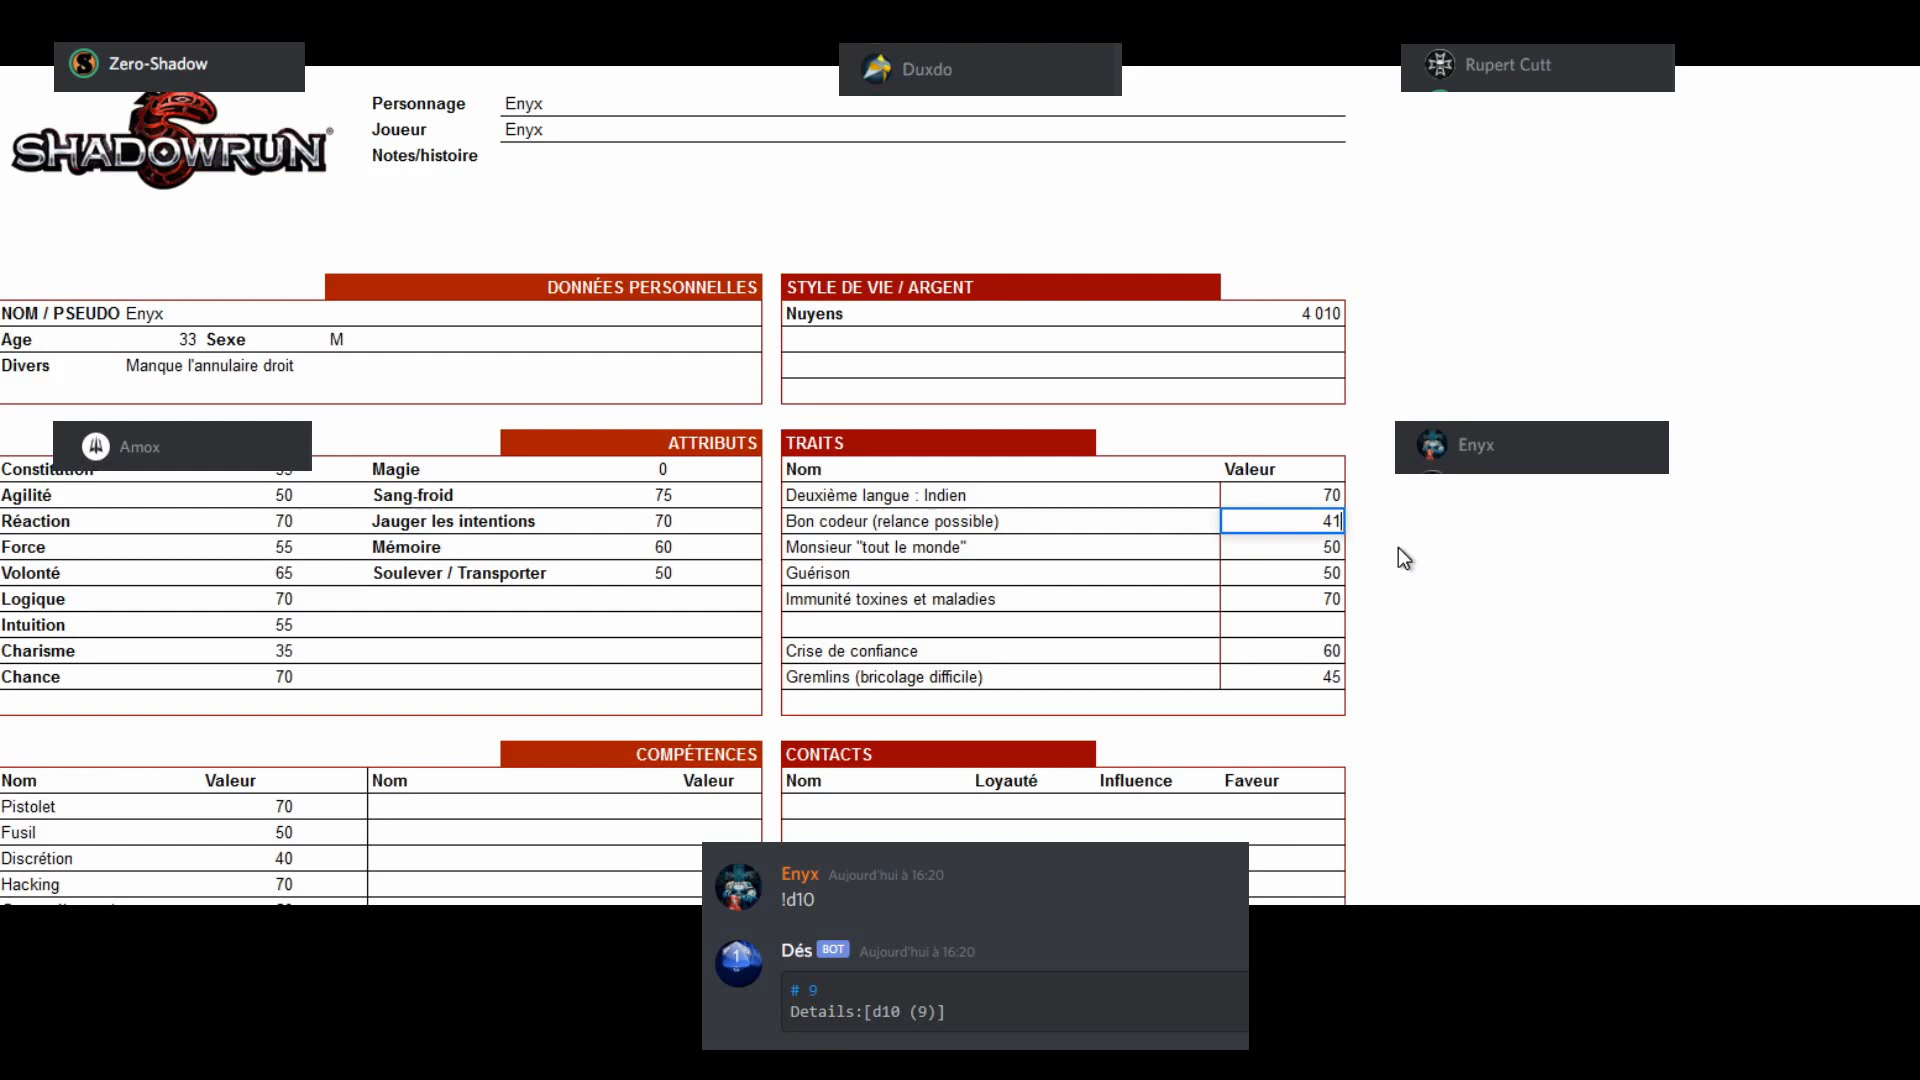 Zero-Shadow
Duxdo
Rupert Cutt
SHADOWRUN®
Personnage Enyx
Joueur Enyx
Notes/histoire
DONNÉES PERSONNELLES
NOM / PSEUDO Enyx
Age 33 Sexe M
Divers Manque l'annulaire droit
STYLE DE VIE / ARGENT
Nuyens 4 010
Amox
Enyx
ATTRIBUTS
Constitution Magie 0
Agilité 50 Sang-froid 75
Réaction 70 Jauger les intentions 70
Force 55 Mémoire 60
Volonté 65 Soulever / Transporter 50
Logique 70
Intuition 55
Charisme 35
Chance 70
TRAITS
Nom Valeur
Deuxième langue : Indien 70
Bon codeur (relance possible) 41
Monsieur "tout le monde" 50
Guérison 50
Immunité toxines et maladies 70
Crise de confiance 60
Gremlins (bricolage difficile) 45
COMPÉTENCES
Nom Valeur Nom Valeur
Pistolet 70
Fusil 50
Discrétion 40
Hacking 70
CONTACTS
Nom Loyauté Influence Faveur
Enyx Aujourd'hui à 16:20
!d10
Dés BOT Aujourd'hui à 16:20
# 9
Details:[d10 (9)]